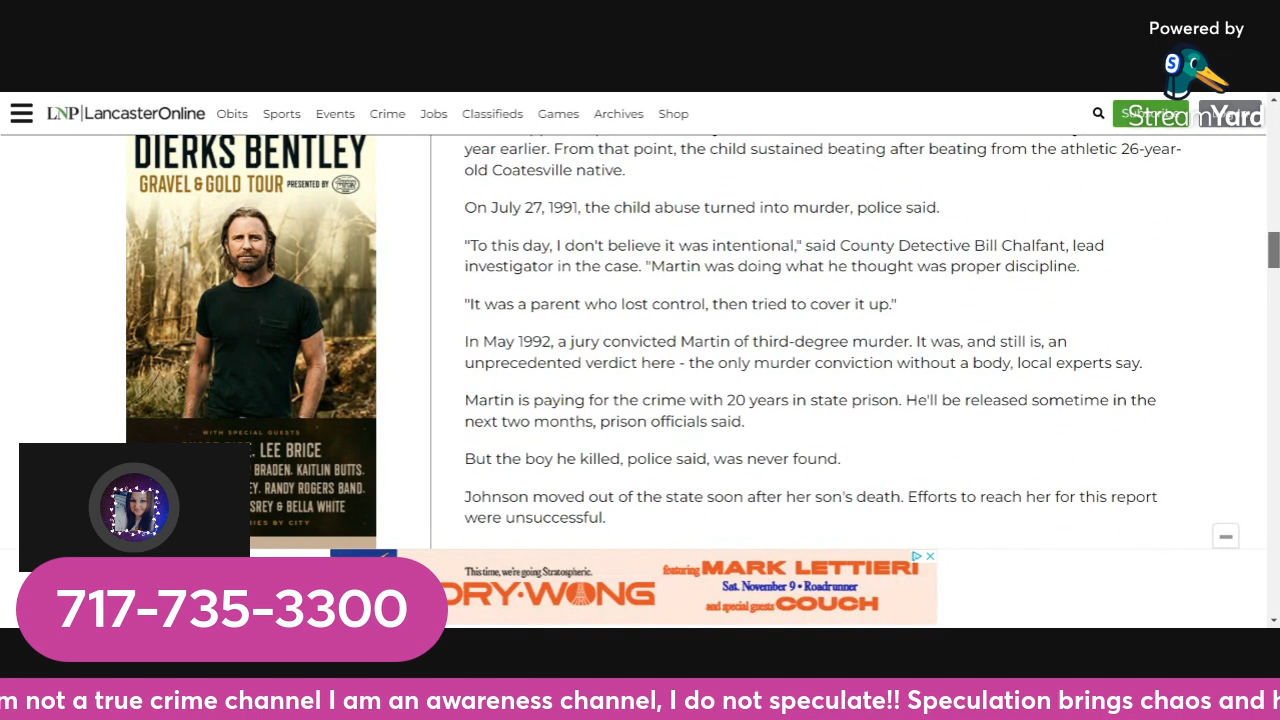 Powered by
StreamYard
LNP|LancasterOnline Obits Sports Events Crime Jobs Classifieds Games Archives Shop
DIERKS BENTLEY
GRAVEL & GOLD TOUR PRESENTED BY
WITH SPECIAL GUESTS
LEE BRICE
BRADEN. KAITLIN BUTTS.
RANDY ROGERS BAND.
& BELLA WHITE
BY CITY
year earlier. From that point, the child sustained beating after beating from the athletic 26-year-
old Coatesville native.
On July 27, 1991, the child abuse turned into murder, police said.
"To this day, I don't believe it was intentional," said County Detective Bill Chalfant, lead
investigator in the case. "Martin was doing what he thought was proper discipline.
"It was a parent who lost control, then tried to cover it up."
In May 1992, a jury convicted Martin of third-degree murder. It was, and still is, an
unprecedented verdict here - the only murder conviction without a body, local experts say.
Martin is paying for the crime with 20 years in state prison. He'll be released sometime in the
next two months, prison officials said.
But the boy he killed, police said, was never found.
Johnson moved out of the state soon after her son's death. Efforts to reach her for this report
were unsuccessful.
This time, we're going Stratospheric.
DRY·WONG
featuring MARK LETTIERI
Sat. November 9 • Roadrunner
and special guests COUCH
717-735-3300
m not a true crime channel I am an awareness channel, I do not speculate!! Speculation brings chaos and h